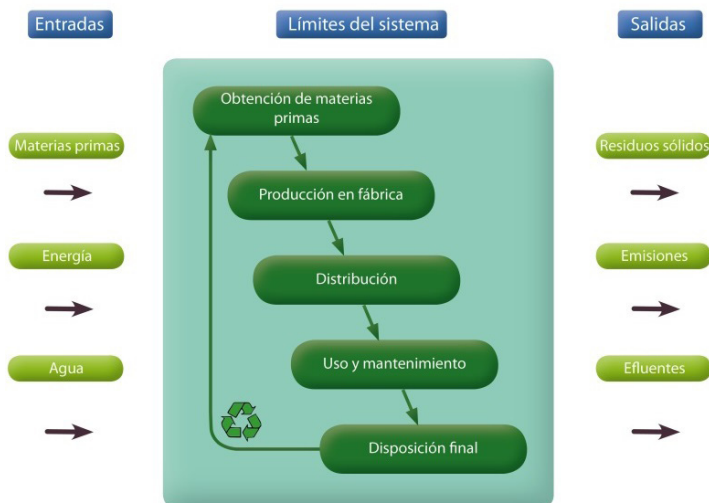 Entradas
Límites del sistema
Salidas
Obtención de materias
primas
Materias primas
Residuos sólidos
Producción en fábrica
Energía
Emisiones
Distribución
Agua
Uso y mantenimiento
Efluentes
Disposición final